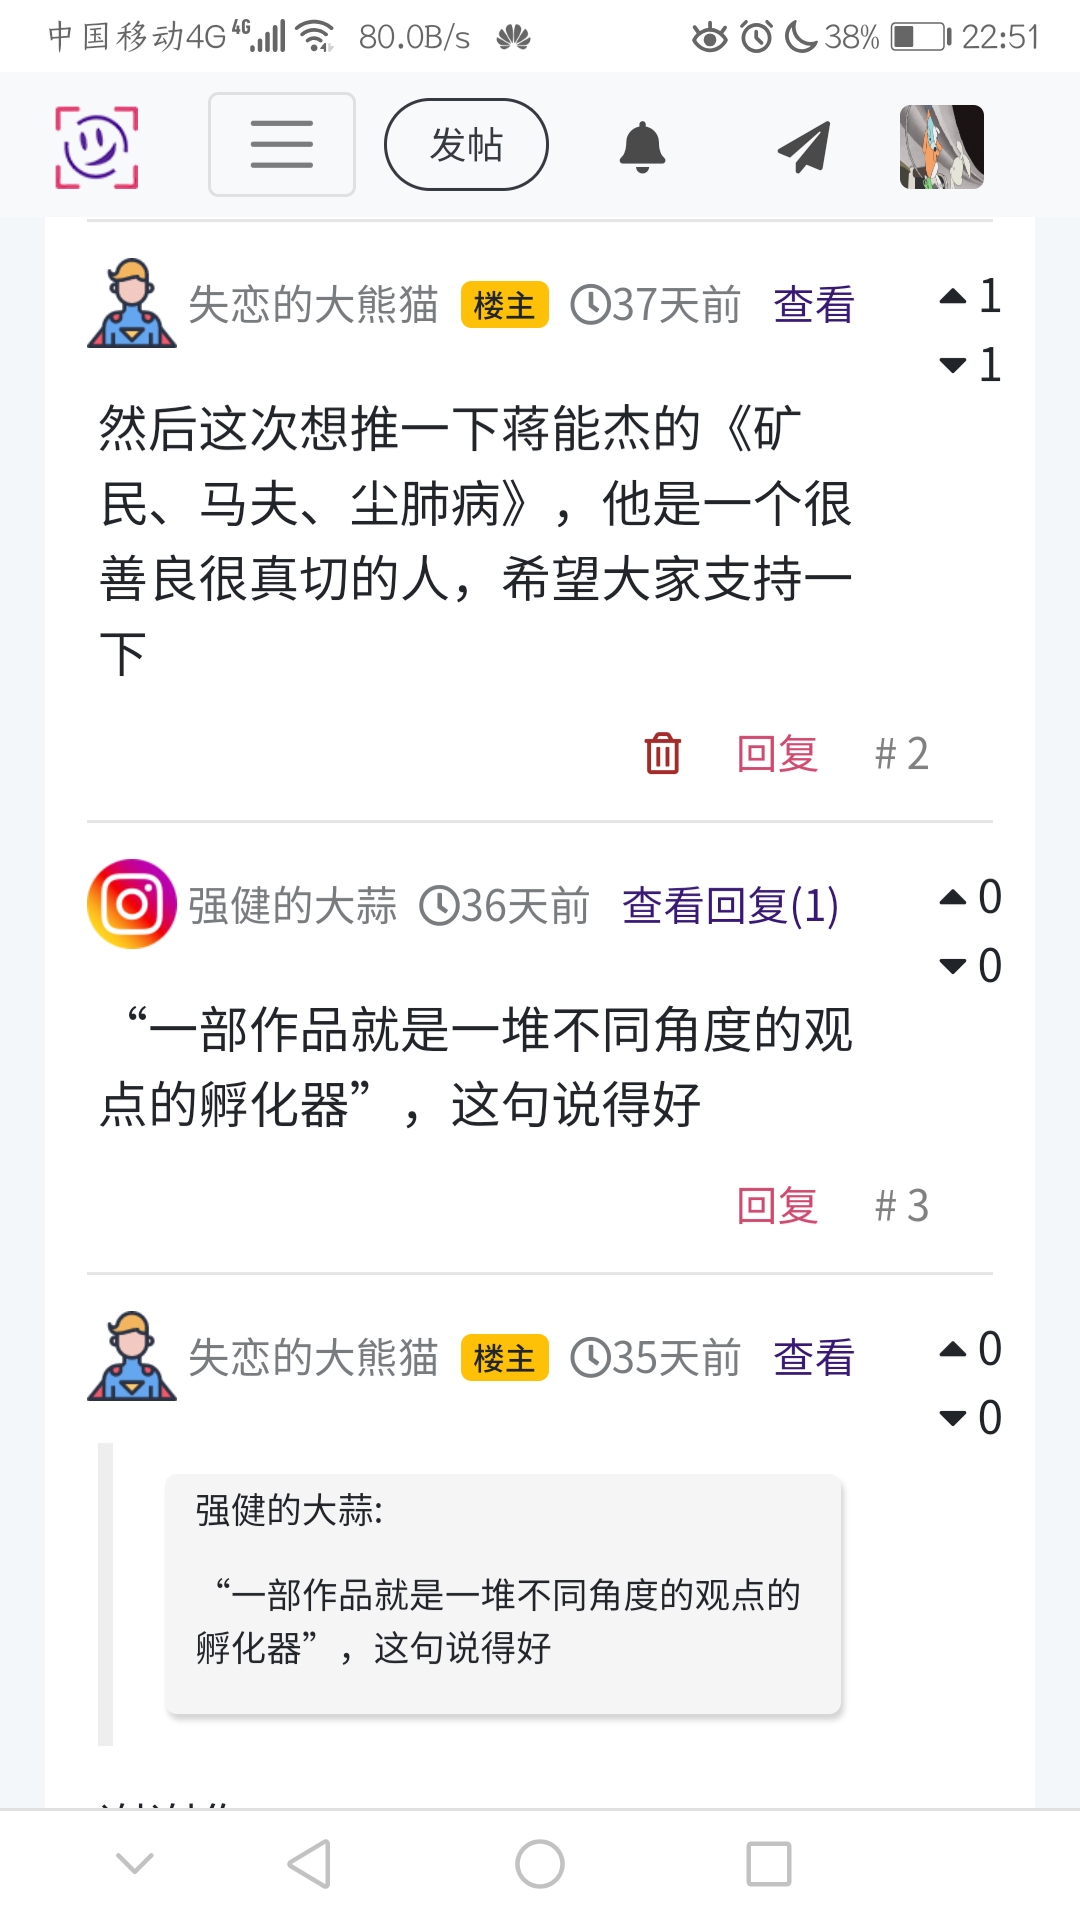 中国移动4G 4G 80.0B/s 38% 22:51
发帖
失恋的大熊猫 楼主 37天前 查看 1
1
然后这次想推一下蒋能杰的《矿
民、马夫、尘肺病》，他是一个很
善良很真切的人，希望大家支持一
下
回复 # 2
强健的大蒜 36天前 查看回复(1) 0
0
“一部作品就是一堆不同角度的观
点的孵化器”，这句说得好
回复 # 3
失恋的大熊猫 楼主 35天前 查看 0
0
强健的大蒜:
“一部作品就是一堆不同角度的观点的
孵化器”，这句说得好